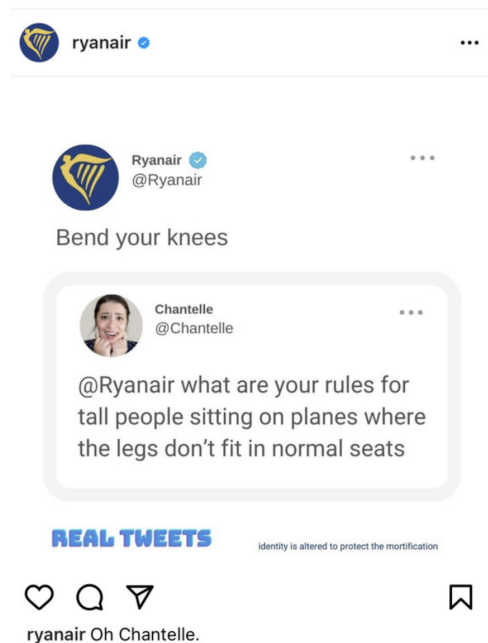 ryanair
Ryanair
@Ryanair
Bend your knees
Chantelle
@Chantelle
@Ryanair what are your rules for
tall people sitting on planes where
the legs don't fit in normal seats
REAL TWEETS
identity is altered to protect the mortification
ryanair Oh Chantelle.